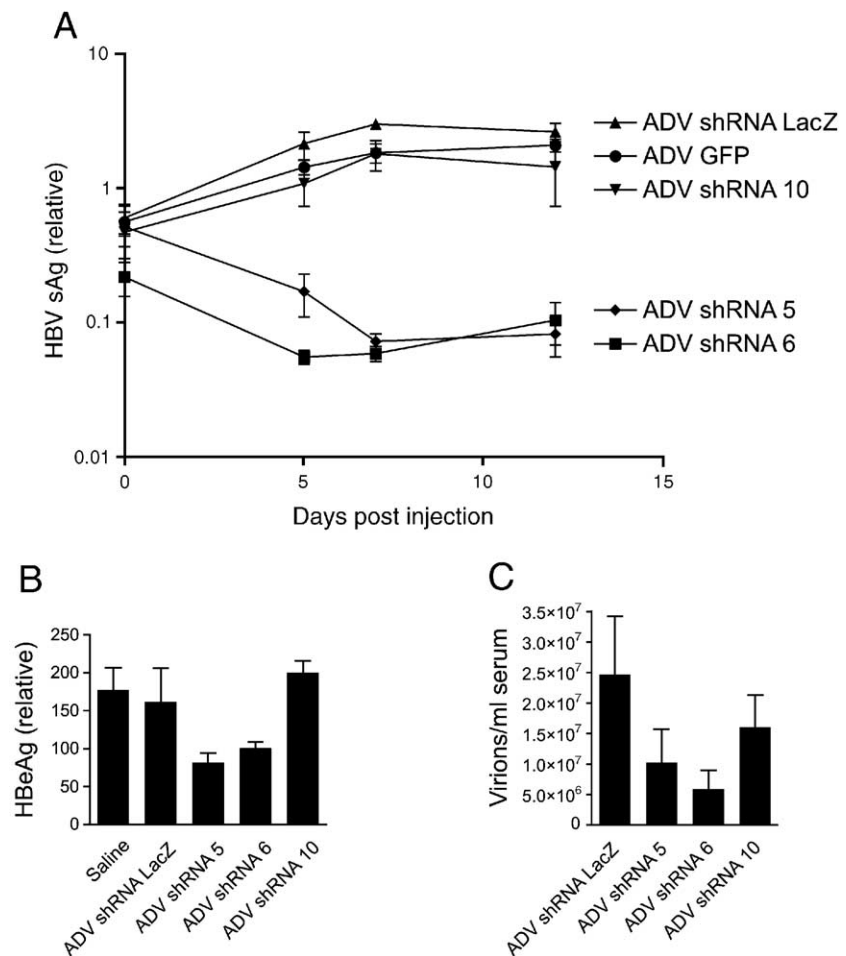 A
10
1
0.1
0.01
HBV sAg (relative)
0
5
10
15
Days post injection
ADV shRNA LacZ
ADV GFP
ADV shRNA 10
ADV shRNA 5
ADV shRNA 6
B
HBeAg (relative)
250
200
150
100
50
0
Saline
ADV shRNA LacZ
ADV shRNA 5
ADV shRNA 6
ADV shRNA 10
C
Virions/ml serum
3.5×10⁷
3.0×10⁷
2.5×10⁷
2.0×10⁷
1.5×10⁷
1.0×10⁷
5.0×10⁶
0
ADV shRNA LacZ
ADV shRNA 5
ADV shRNA 6
ADV shRNA 10